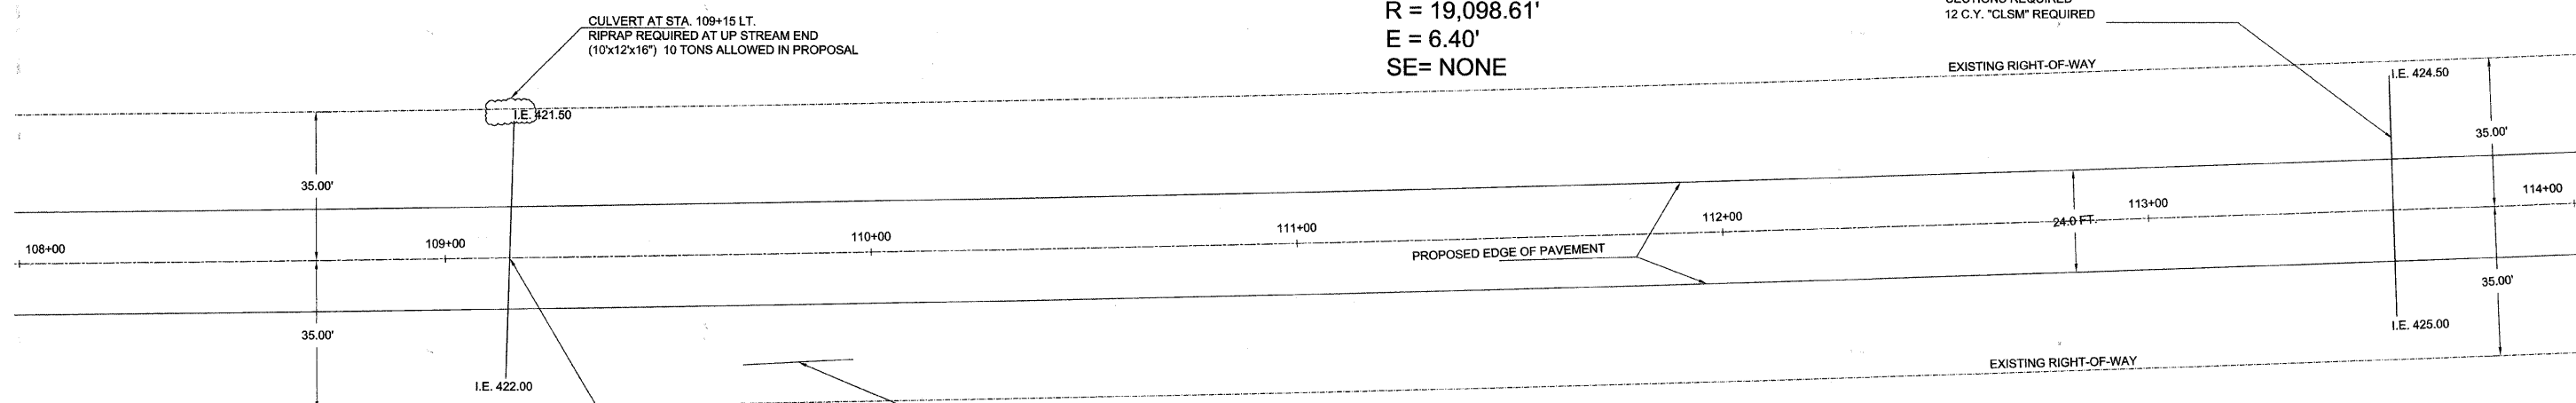 CULVERT AT STA. 109+15 LT.
RIPRAP REQUIRED AT UP STREAM END
(10'x12'x16") 10 TONS ALLOWED IN PROPOSAL
R = 19,098.61'
E = 6.40'
SE= NONE
SECTIONS REQUIRED
12 C.Y. "CLSM" REQUIRED
EXISTING RIGHT-OF-WAY
I.E. 424.50
I.E. 421.50
35.00'
35.00'
108+00
109+00
110+00
111+00
112+00
113+00
114+00
24.0 FT.
PROPOSED EDGE OF PAVEMENT
35.00'
35.00'
I.E. 425.00
I.E. 422.00
EXISTING RIGHT-OF-WAY